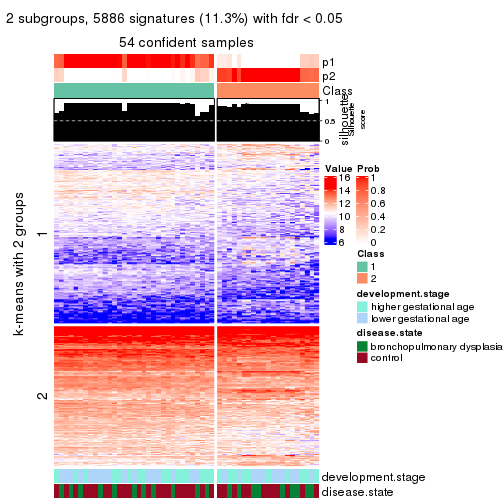 2 subgroups, 5886 signatures (11.3%) with fdr < 0.05
54 confident samples
p1
p2
Class
1
0.5
0
silhouette
Silhouette
score
k-means with 2 groups
1
2
Value
16
14
12
10
8
6
Prob
1
0.8
0.6
0.4
0.2
0
Class
1
2
development.stage
higher gestational age
lower gestational age
disease.state
bronchopulmonary dysplasia
control
development.stage
disease.state